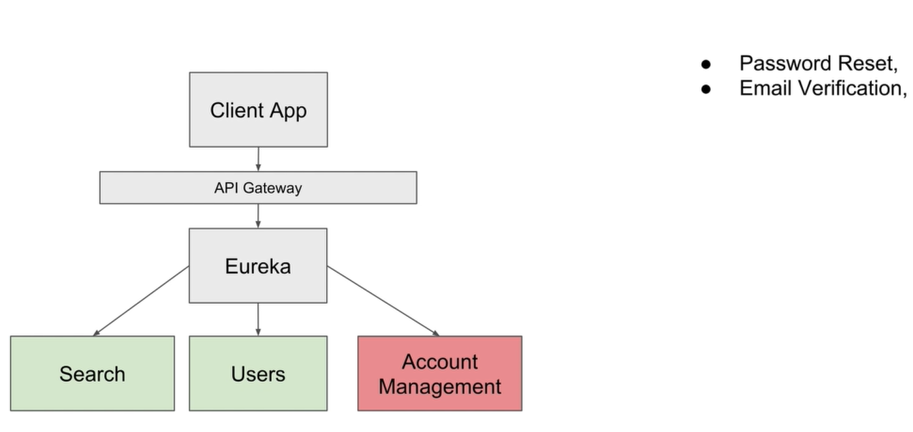 Client App
API Gateway
Eureka
Search
Users
Account
Management
● Password Reset,
● Email Verification,